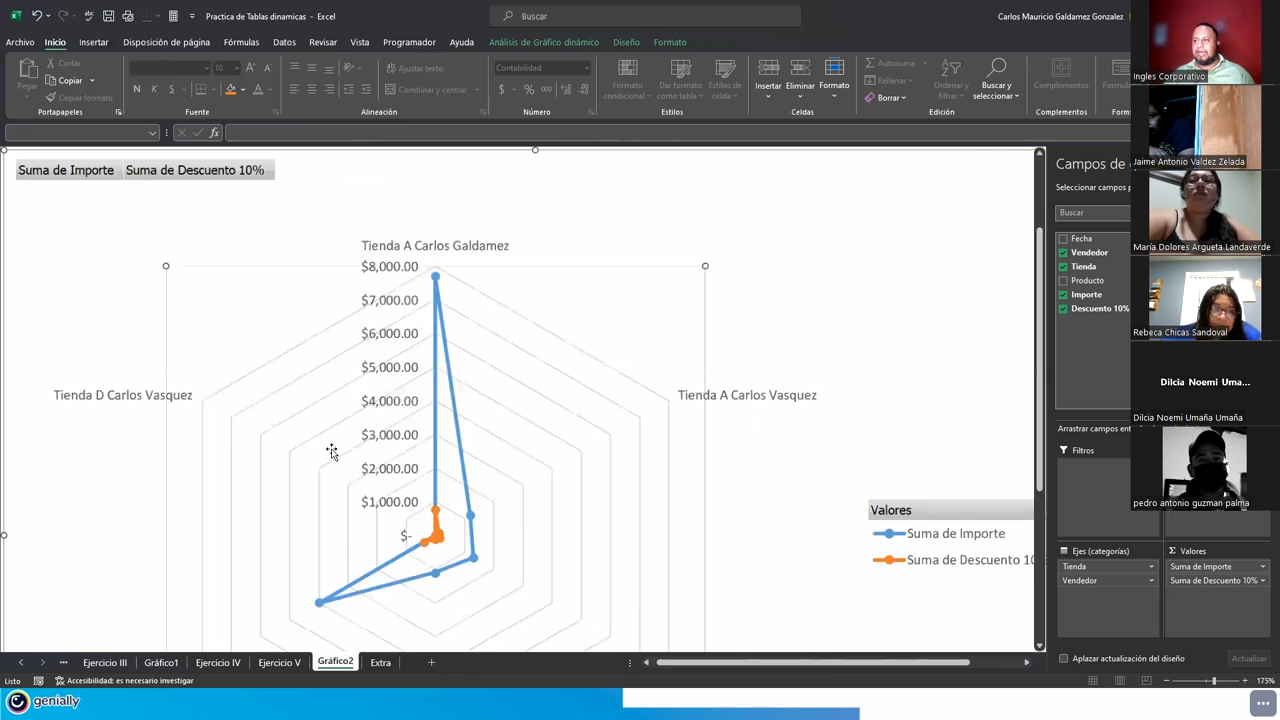 Practica de Tablas dinamicas - Excel
Buscar
Carlos Mauricio Galdamez Gonzalez
Archivo Inicio Insertar Disposición de página Fórmulas Datos Revisar Vista Programador Ayuda Análisis de Gráfico dinámico Diseño Formato
Pegar
Cortar
Copiar
Copiar formato
Portapapeles
10
N K S
Fuente
Ajustar texto
Combinar y centrar
Alineación
Contabilidad
$ % 000
Número
Formato condicional
Dar formato como tabla
Estilos de celda
Estilos
Insertar
Eliminar
Formato
Celdas
Autosuma
Rellenar
Borrar
Ordenar y filtrar
Buscar y seleccionar
Edición
Complementos
Complementos
Suma de Importe
Suma de Descuento 10%
Tienda A Carlos Galdamez
$8,000.00
$7,000.00
$6,000.00
$5,000.00
$4,000.00
$3,000.00
$2,000.00
$1,000.00
$-
Tienda D Carlos Vasquez
Tienda A Carlos Vasquez
Valores
Suma de Importe
Suma de Descuento 10
Campos de
Seleccionar campos
Buscar
Fecha
Vendedor
Tienda
Producto
Importe
Descuento 10%
Arrastrar campos
Filtros
Ejes (categorías)
Tienda
Vendedor
Valores
Suma de Importe
Suma de Descuento 10%
Aplazar actualización del diseño
Actualizar
Ingles Corporativo
Jaime Antonio Valdez Zelada
María Dolores Argueta Landaverde
Rebeca Chicas Sandoval
Dilcia Noemi Uma...
Dilcia Noemi Umaña Umaña
pedro antonio guzman palma
Ejercicio III
Gráfico1
Ejercicio IV
Ejercicio V
Gráfico2
Extra
Listo
Accesibilidad: es necesario investigar
175%
genially